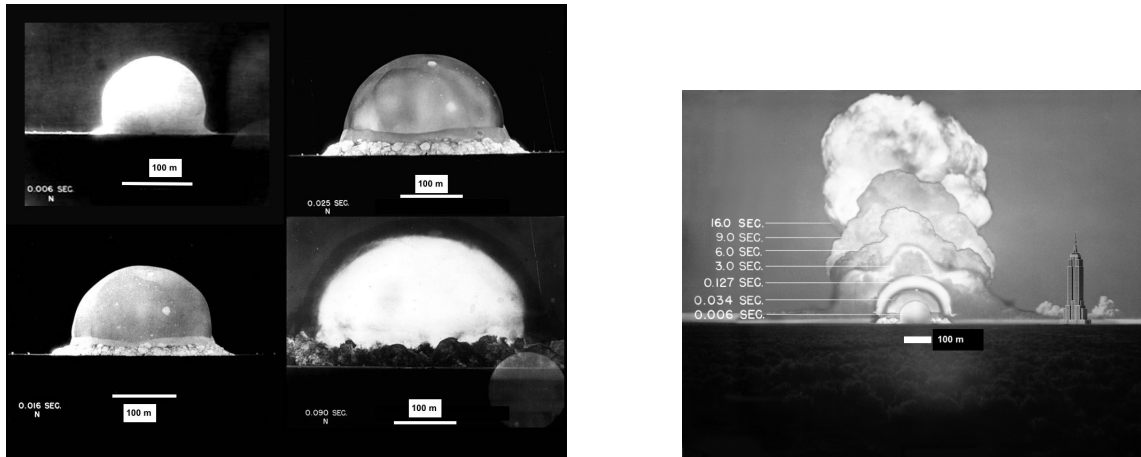 100 m
0.006 SEC.
N
100 m
0.025 SEC.
N
0.016 SEC.
N
100 m
100 m
0.090 SEC.
N
16.0 SEC.
9.0 SEC.
6.0 SEC.
3.0 SEC.
0.127 SEC.
0.034 SEC.
0.006 SEC.
100 m